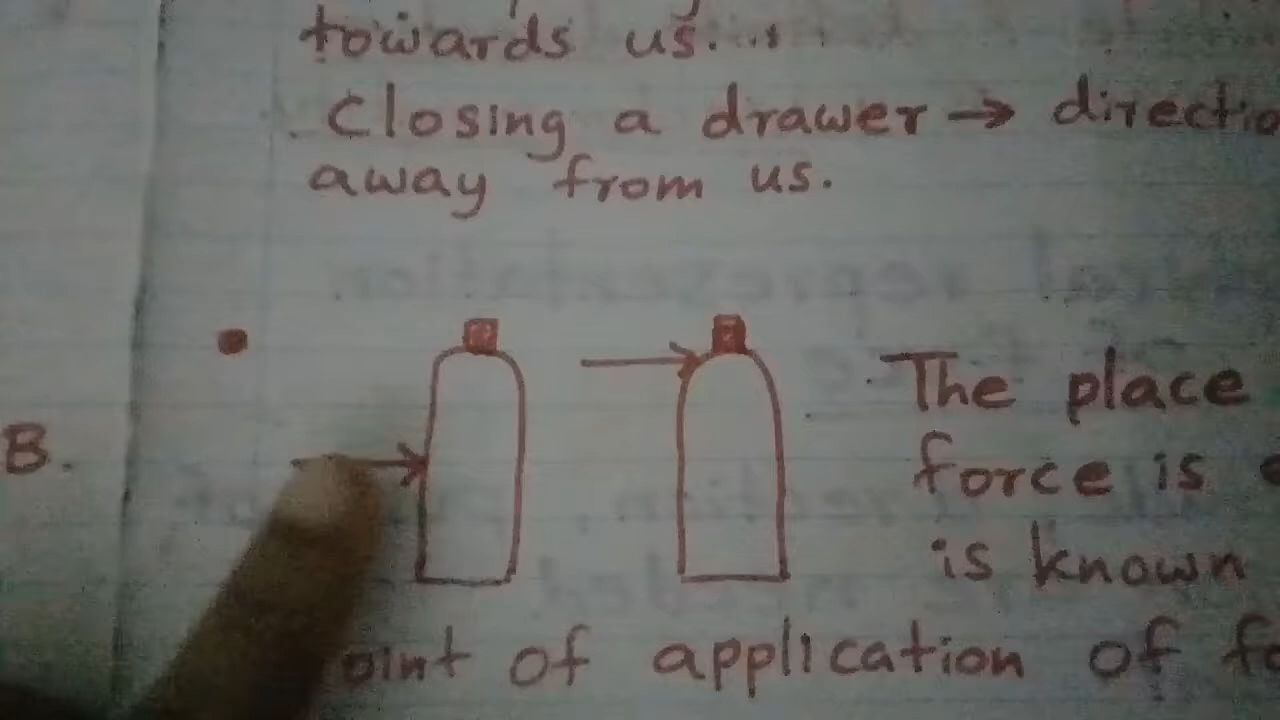 towards us.
Closing a drawer → directio
away from us.
The place
B.
force is
is known
oint of application of fo